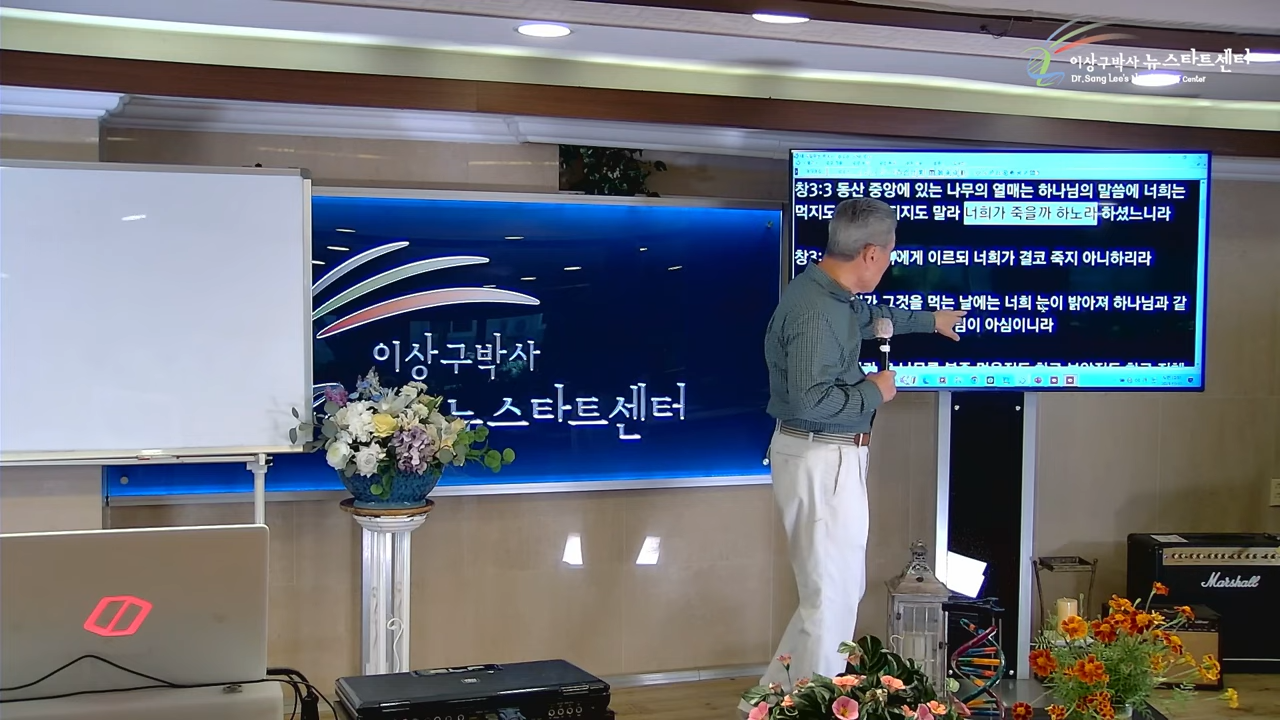 이상구박사 뉴스타트센터
Dr. Sang Lee's Center
창3:3 동산 중앙에 있는 나무의 열매는 하나님의 말씀에 너희는
먹지도 지도 말라 너희가 죽을까 하노라 하셨느니라
창3: 에게 이르되 너희가 결코 죽지 아니하리라
그것을 먹는 날에는 너희 눈이 밝아져 하나님과 같
아심이니라
이상구박사
뉴스타트센터
Marshall